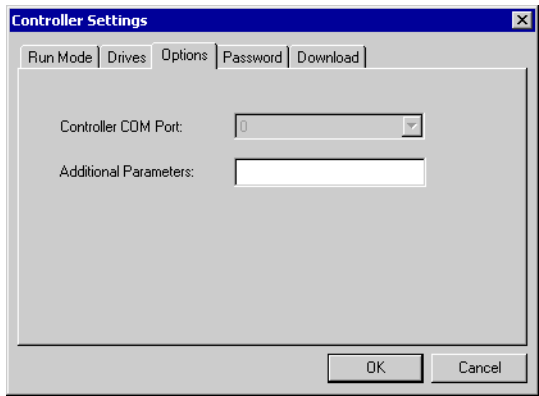 Controller Settings
Run Mode Drives Options Password Download
Controller COM Port: 0
Additional Parameters:
OK Cancel